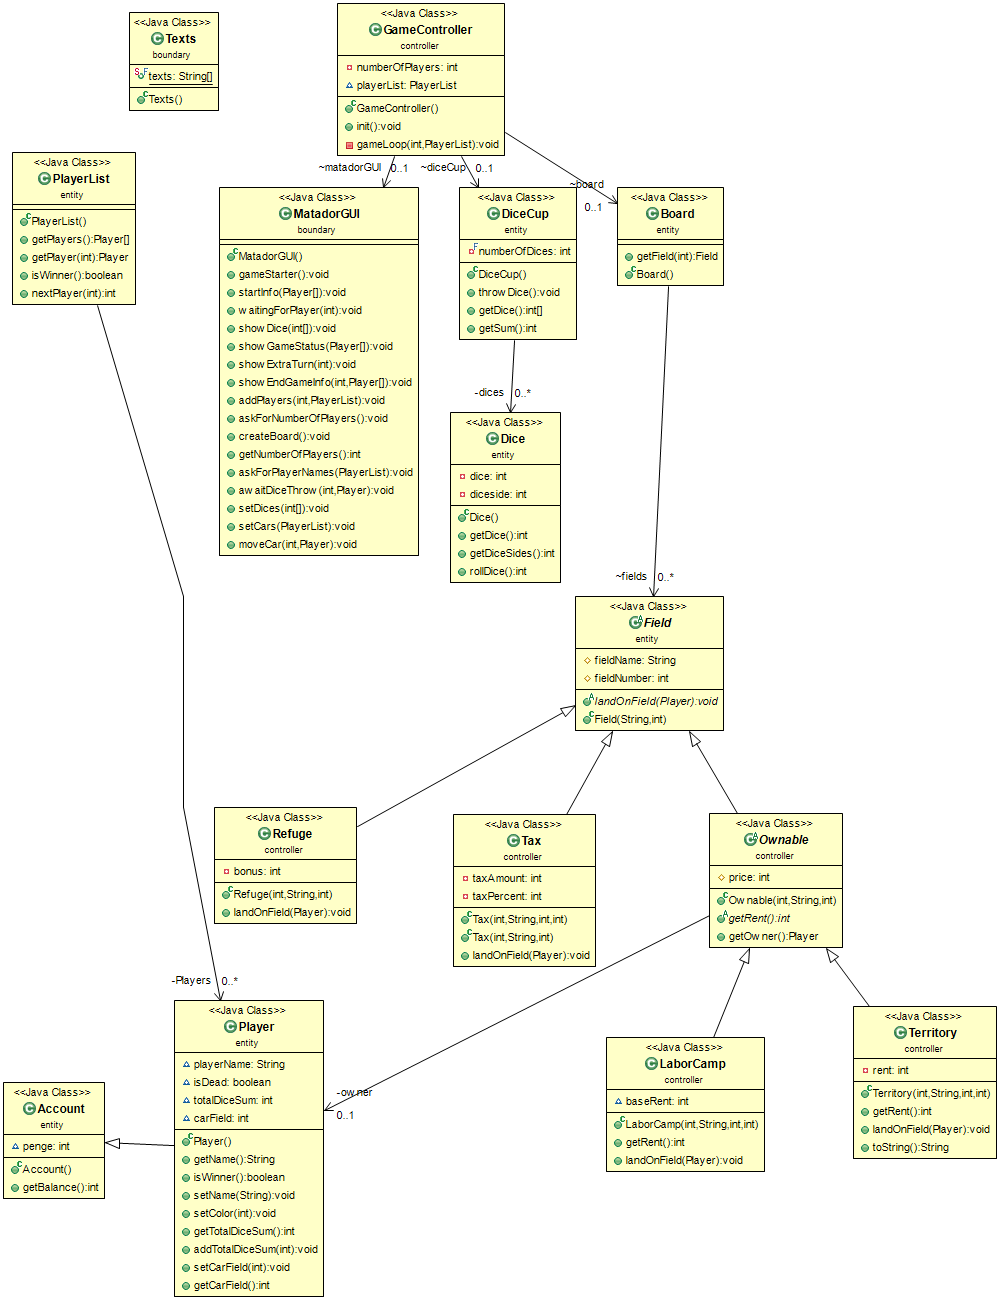 <<Java Class>>
Texts
boundary
texts: String[]
Texts()
<<Java Class>>
GameController
controller
numberOfPlayers: int
playerList: PlayerList
GameController()
init():void
gameLoop(int,PlayerList):void
~matadorGUI
0..1
~diceCup
0..1
~board
0..1
<<Java Class>>
PlayerList
entity
PlayerList()
getPlayers():Player[]
getPlayer(int):Player
isWinner():boolean
nextPlayer(int):int
<<Java Class>>
MatadorGUI
boundary
MatadorGUI()
gameStarter():void
startInfo(Player[]):void
waitingForPlayer(int):void
showDice(int[]):void
showGameStatus(Player[]):void
showExtraTurn(int):void
showEndGameInfo(int,Player[]):void
addPlayers(int,PlayerList):void
askForNumberOfPlayers():void
createBoard():void
getNumberOfPlayers():int
askForPlayerNames(PlayerList):void
awaitDiceThrow(int,Player):void
setDices(int[]):void
setCars(PlayerList):void
moveCar(int,Player):void
<<Java Class>>
DiceCup
entity
numberOfDices: int
DiceCup()
throwDice():void
getDice():int[]
getSum():int
<<Java Class>>
Board
entity
getField(int):Field
Board()
-dices
0..*
<<Java Class>>
Dice
entity
dice: int
diceside: int
Dice()
getDice():int
getDiceSides():int
rollDice():int
~fields
0..*
<<Java Class>>
Field
entity
fieldName: String
fieldNumber: int
landOnField(Player):void
Field(String,int)
<<Java Class>>
Refuge
controller
bonus: int
Refuge(int,String,int)
landOnField(Player):void
<<Java Class>>
Tax
controller
taxAmount: int
taxPercent: int
Tax(int,String,int,int)
Tax(int,String,int)
landOnField(Player):void
<<Java Class>>
Ownable
controller
price: int
Ownable(int,String,int)
getRent():int
getOwner():Player
-Players
0..*
<<Java Class>>
Player
entity
playerName: String
isDead: boolean
totalDiceSum: int
carField: int
Player()
getName():String
isWinner():boolean
setName(String):void
setColor(int):void
getTotalDiceSum():int
addTotalDiceSum(int):void
setCarField(int):void
getCarField():int
-owner
0..1
<<Java Class>>
Account
entity
penge: int
Account()
getBalance():int
<<Java Class>>
LaborCamp
controller
baseRent: int
LaborCamp(int,String,int,int)
getRent():int
landOnField(Player):void
<<Java Class>>
Territory
controller
rent: int
Territory(int,String,int,int)
getRent():int
landOnField(Player):void
toString():String